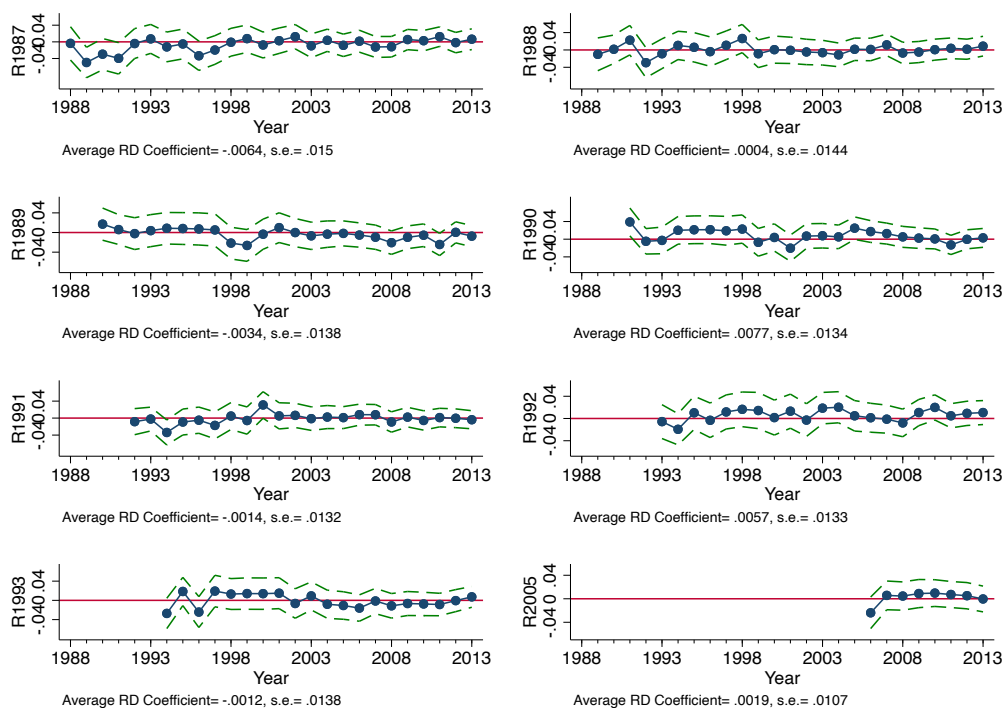 R1987
-.04 0 .04
1988 1993 1998 2003 2008 2013
Year
Average RD Coefficient= -.0064, s.e.= .015
R1988
-.04 0 .04
1988 1993 1998 2003 2008 2013
Year
Average RD Coefficient= .0004, s.e.= .0144
R1989
-.04 0 .04
1988 1993 1998 2003 2008 2013
Year
Average RD Coefficient= -.0034, s.e.= .0138
R1990
-.04 0 .04
1988 1993 1998 2003 2008 2013
Year
Average RD Coefficient= .0077, s.e.= .0134
R1991
-.04 0 .04
1988 1993 1998 2003 2008 2013
Year
Average RD Coefficient= -.0014, s.e.= .0132
R1992
-.04 0 .04
1988 1993 1998 2003 2008 2013
Year
Average RD Coefficient= .0057, s.e.= .0133
R1993
-.04 0 .04
1988 1993 1998 2003 2008 2013
Year
Average RD Coefficient= -.0012, s.e.= .0138
R2005
-.04 0 .04
1988 1993 1998 2003 2008 2013
Year
Average RD Coefficient= .0019, s.e.= .0107